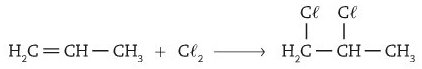 Cℓ Cℓ
H₂C=CH—CH₃ + Cℓ₂ ⟶ H₂C—CH—CH₃